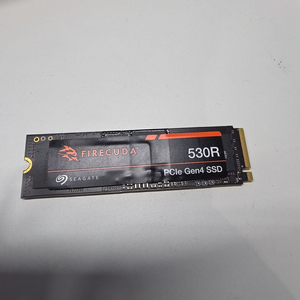 FIRECUDA
530R
SEAGATE
PCIe Gen4 SSD